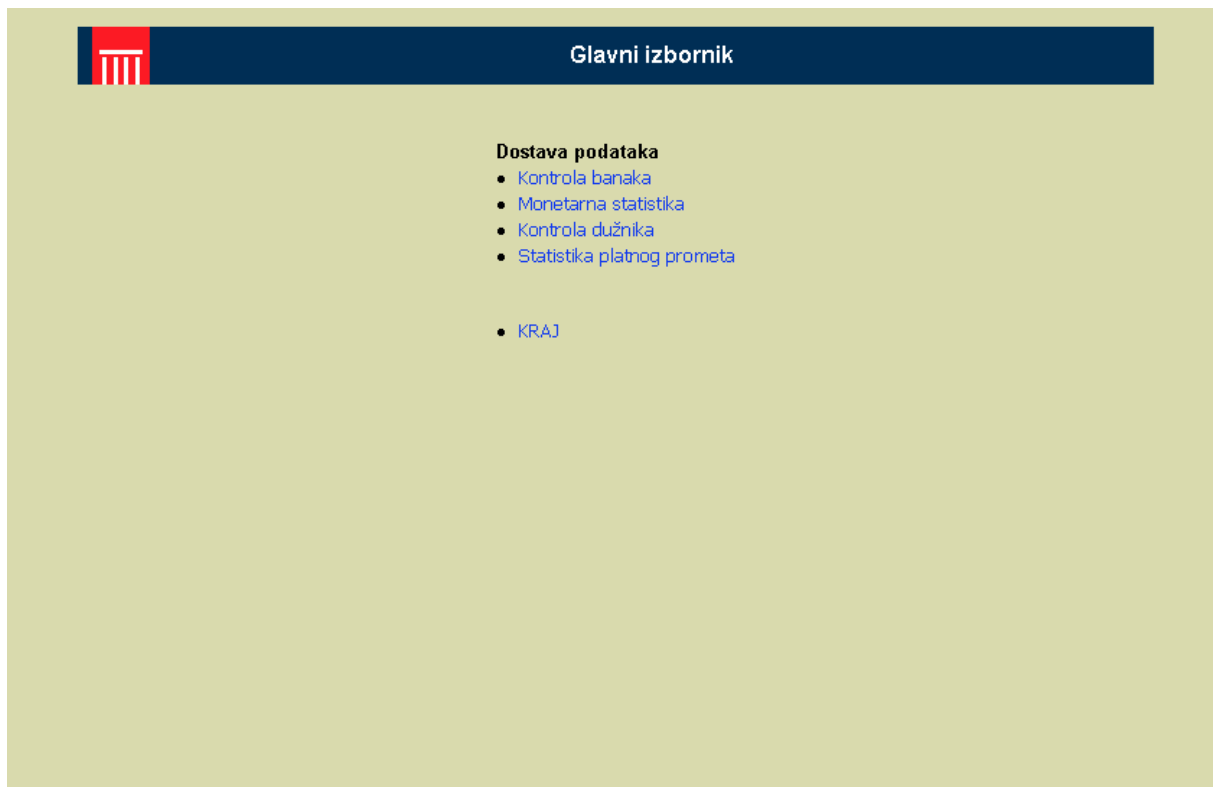 Glavni izbornik
Dostava podataka
• Kontrola banaka
• Monetarna statistika
• Kontrola dužnika
• Statistika platnog prometa
• KRAJ